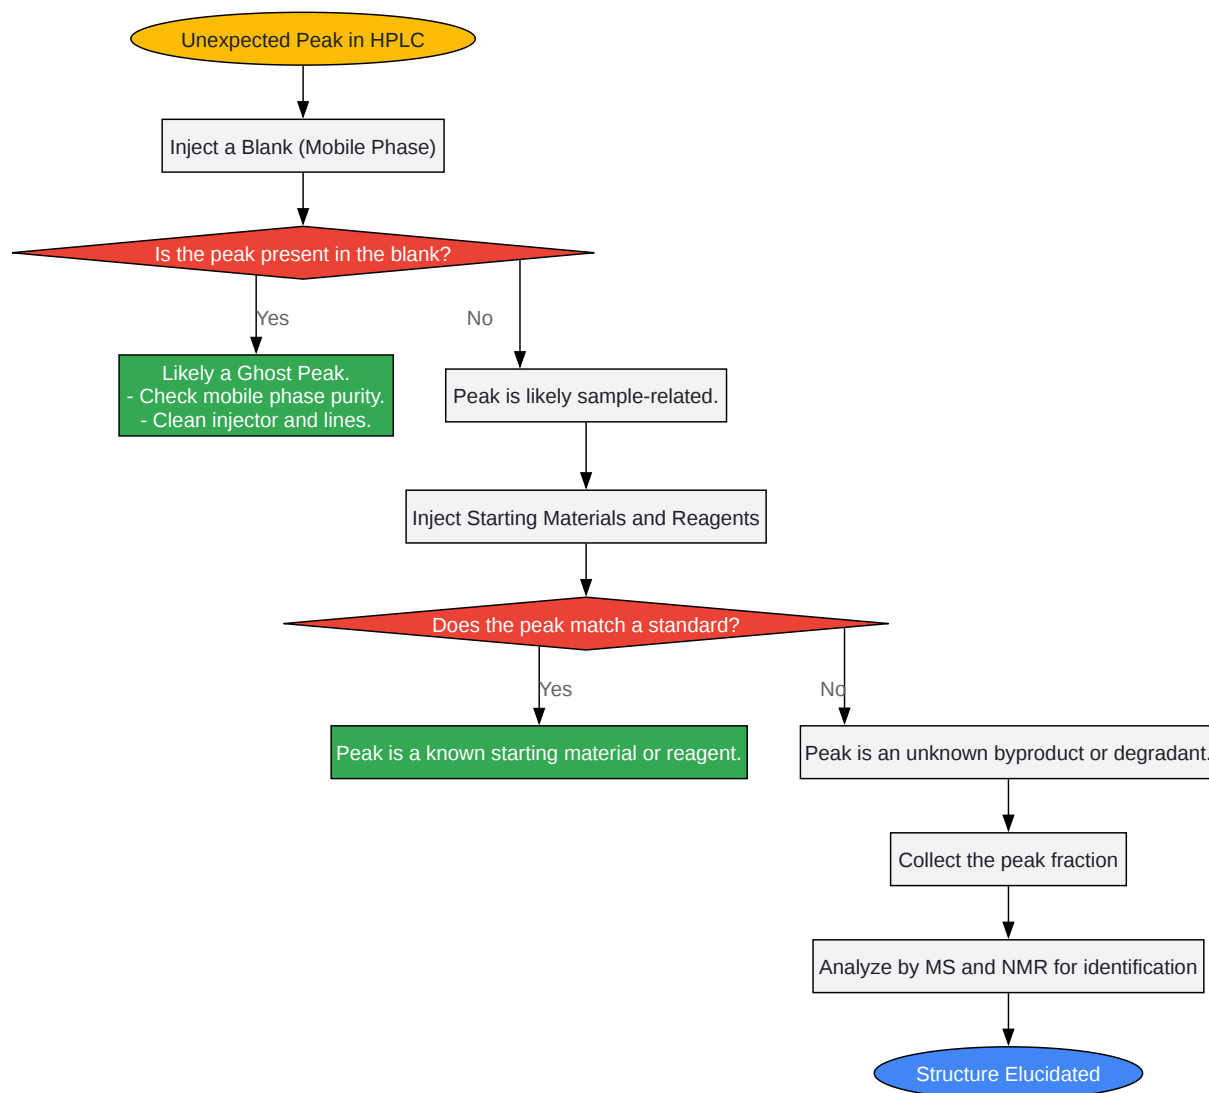 Unexpected Peak in HPLC
Inject a Blank (Mobile Phase)
Is the peak present in the blank?
Yes
No
Likely a Ghost Peak.
- Check mobile phase purity.
- Clean injector and lines.
Peak is likely sample-related.
Inject Starting Materials and Reagents
Does the peak match a standard?
Yes
No
Peak is a known starting material or reagent.
Peak is an unknown byproduct or degradant.
Collect the peak fraction
Analyze by MS and NMR for identification
Structure Elucidated